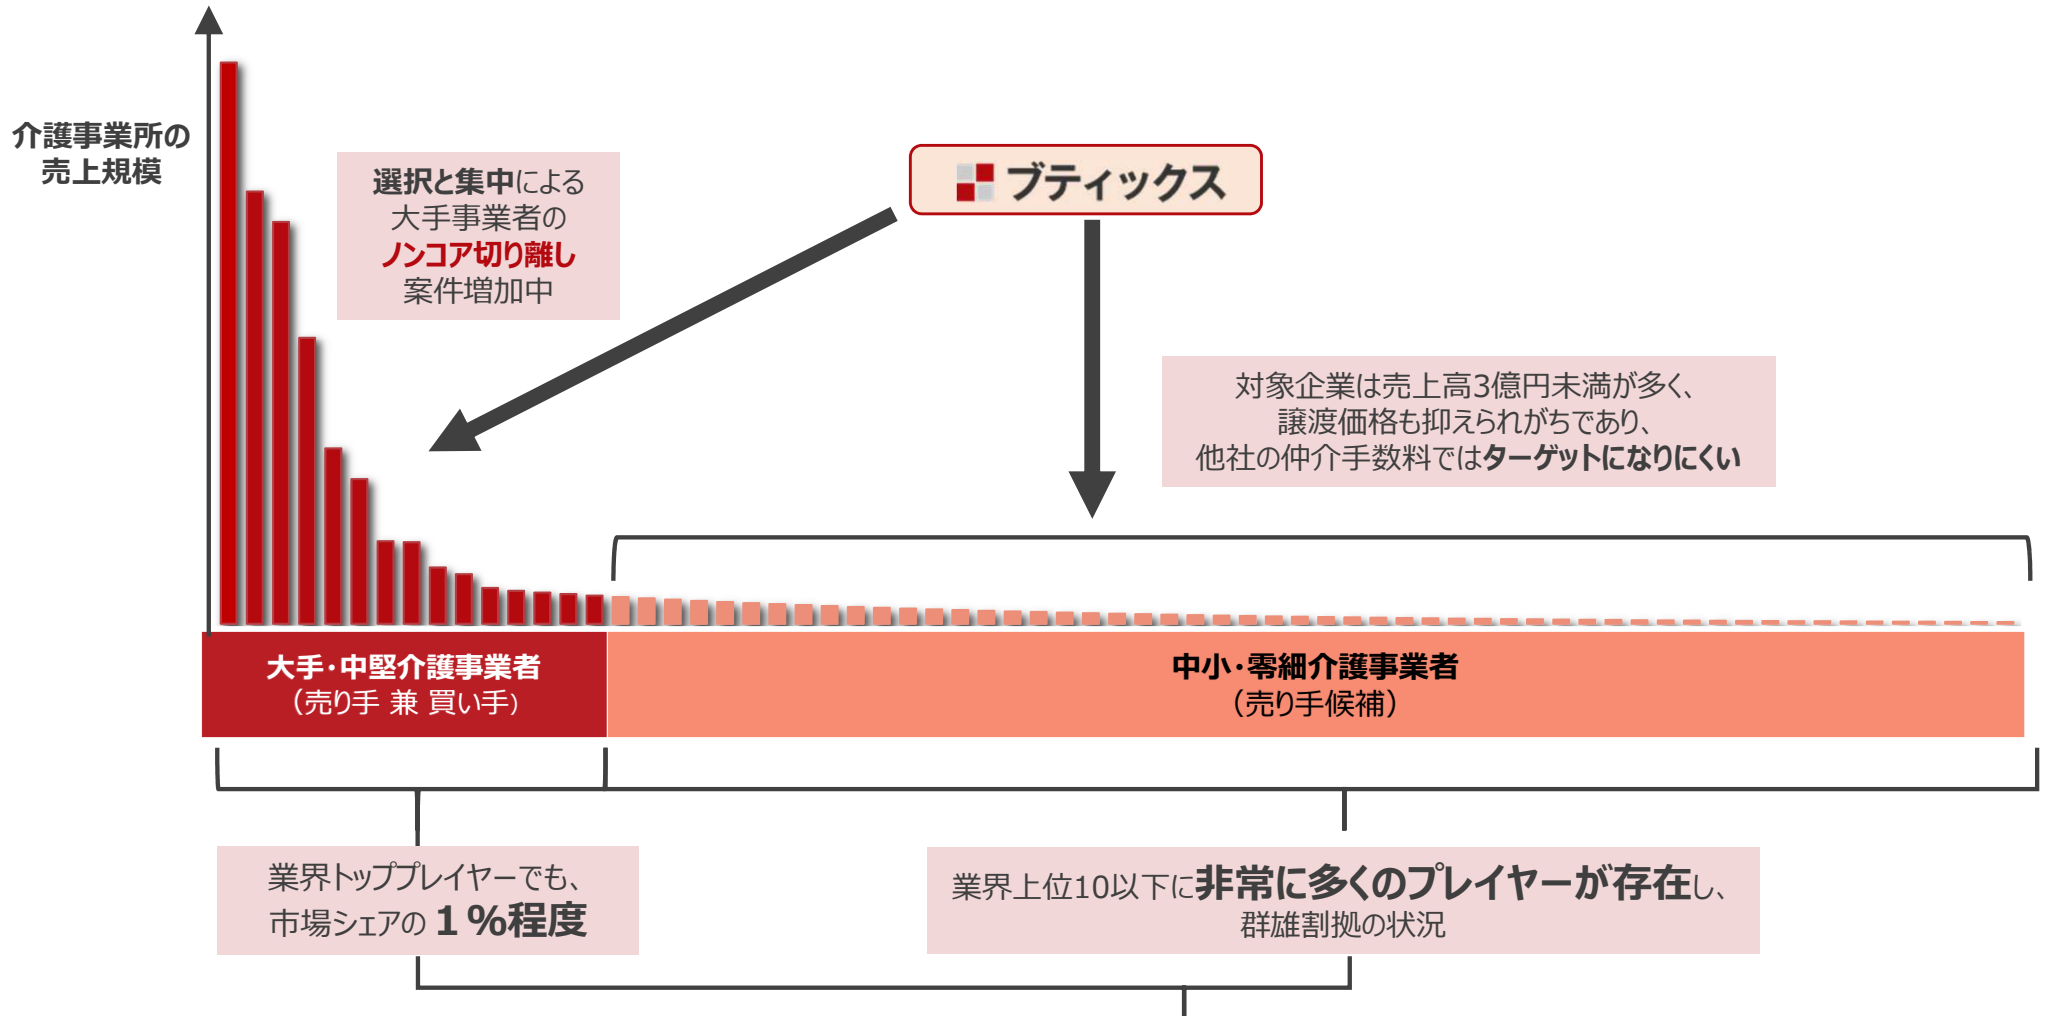 介護事業所の
売上規模
選択と集中による
大手事業者の
ノンコア切り離し
案件増加中
ブティックス
対象企業は売上高3億円未満が多く、
譲渡価格も抑えられがちであり、
他社の仲介手数料ではターゲットになりにくい
大手・中堅介護事業者
（売り手 兼 買い手）
中小・零細介護事業者
（売り手候補）
業界トッププレイヤーでも、
市場シェアの１％程度
業界上位10以下に非常に多くのプレイヤーが存在し、
群雄割拠の状況